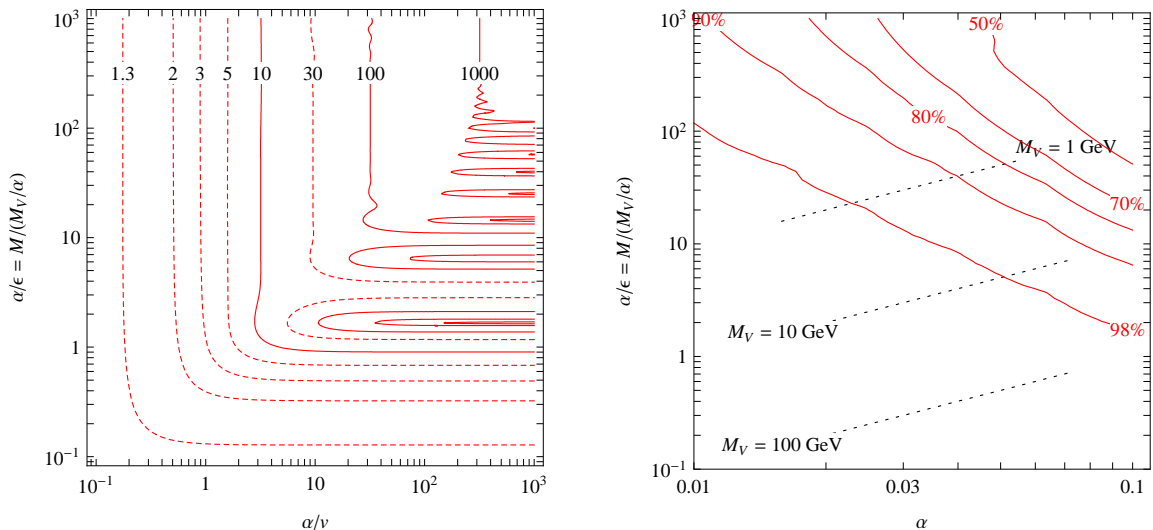 10³
10²
10
1
10⁻¹
α/ϵ = M/(M_V/α)
1.3 2 3 5 10 30 100 1000
10⁻¹ 1 10 10² 10³
α/v
10³
10²
10
1
10⁻¹
α/ϵ = M/(M_V/α)
90% 50%
80%
M_V = 1 GeV
70%
M_V = 10 GeV
98%
M_V = 100 GeV
0.01 0.03 0.1
α